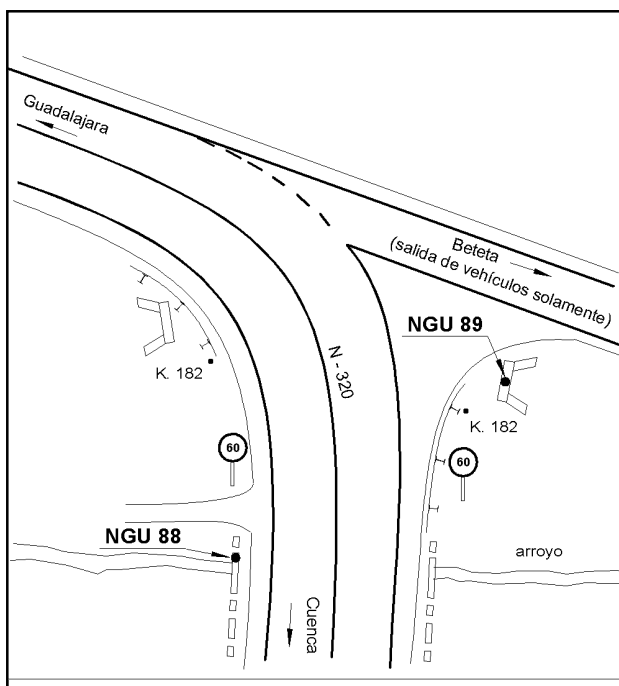 Guadalajara
Beteta
(salida de vehículos solamente)
NGU 89
N - 320
K. 182
K. 182
60
60
NGU 88
arroyo
Cuenca